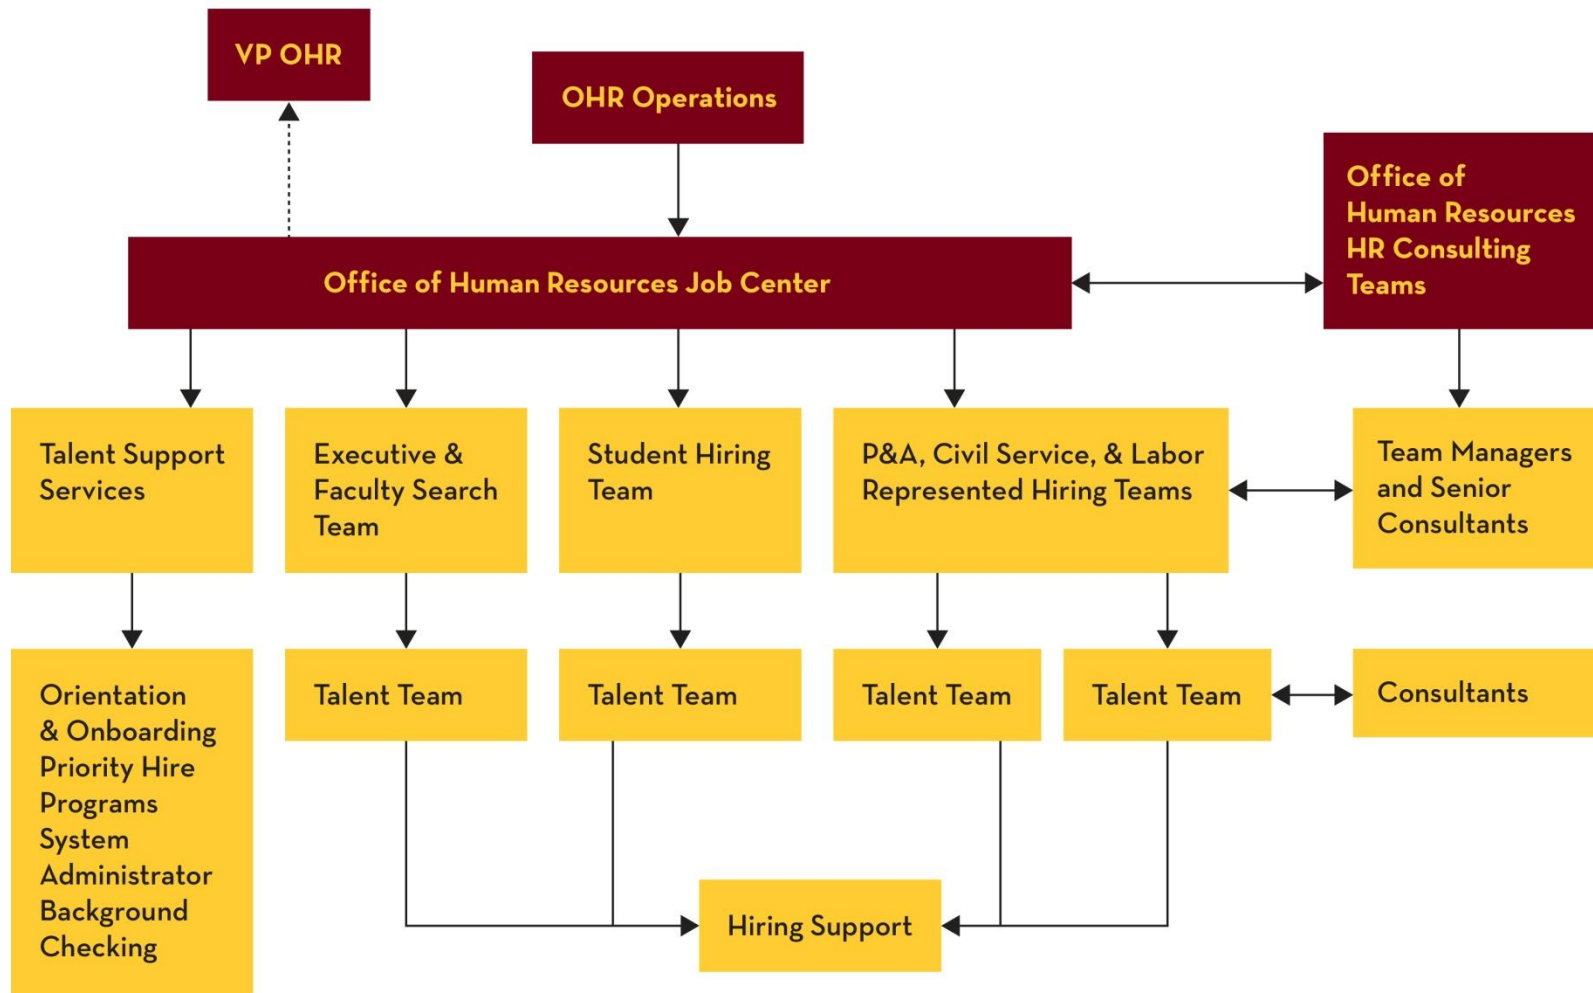 VP OHR
OHR Operations
Office of
Human Resources
HR Consulting
Teams
Office of Human Resources Job Center
Talent Support
Services
Executive &
Faculty Search
Team
Student Hiring
Team
P&A, Civil Service, & Labor
Represented Hiring Teams
Team Managers
and Senior
Consultants
Orientation
& Onboarding
Priority Hire
Programs
System
Administrator
Background
Checking
Talent Team
Talent Team
Talent Team
Talent Team
Consultants
Hiring Support